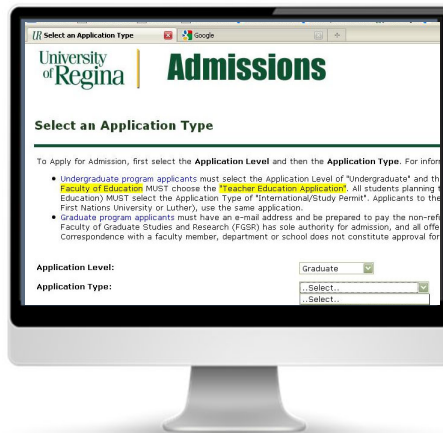 UR Select an Application Type
Google
University
of Regina
Admissions
Select an Application Type
To Apply for Admission, first select the Application Level and then the Application Type. For infor
• Undergraduate program applicants must select the Application Level of "Undergraduate" and th
Faculty of Education MUST choose the "Teacher Education Application". All students planning t
Education) MUST select the Application Type of "International/Study Permit". Applicants to the
First Nations University or Luther), use the same application.
• Graduate program applicants must have an e-mail address and be prepared to pay the non-ref
Faculty of Graduate Studies and Research (FGSR) has sole authority for admission, and all offe
Correspondence with a faculty member, department or school does not constitute approval for
Application Level:
Graduate
Application Type:
..Select..
..Select..